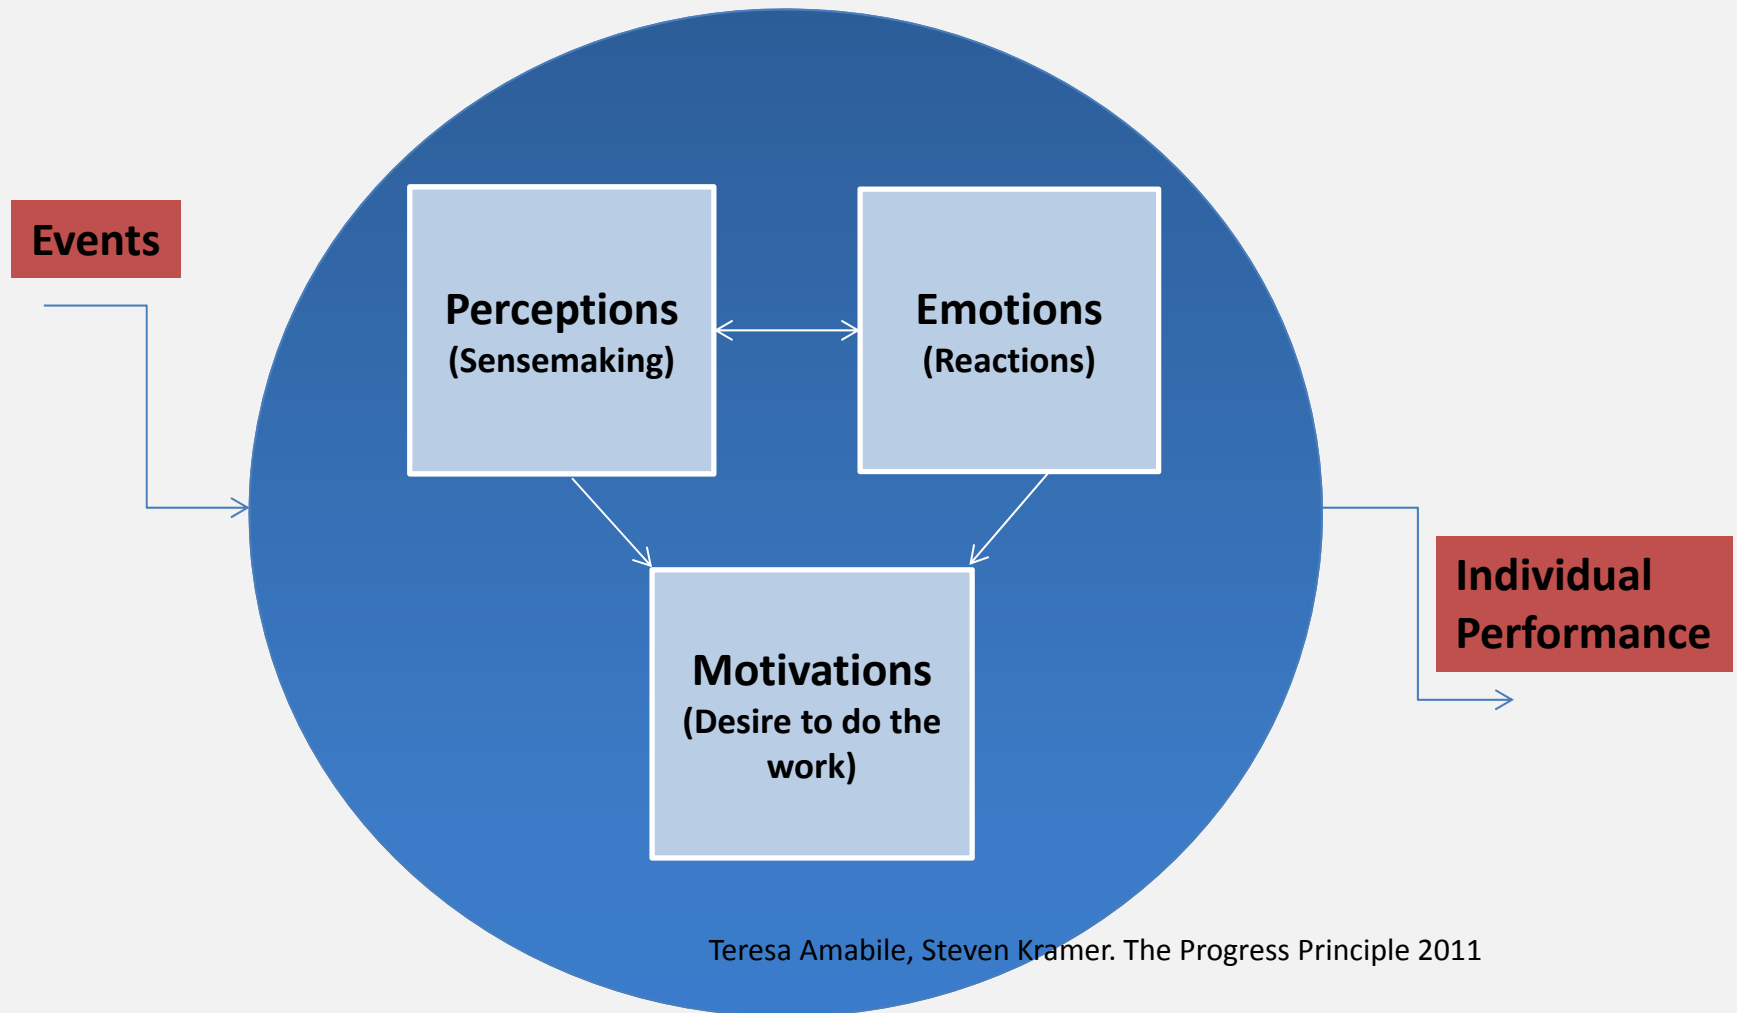 Events
Perceptions
(Sensemaking)
Emotions
(Reactions)
Motivations
(Desire to do the
work)
Individual
Performance
Teresa Amabile, Steven Kramer. The Progress Principle 2011